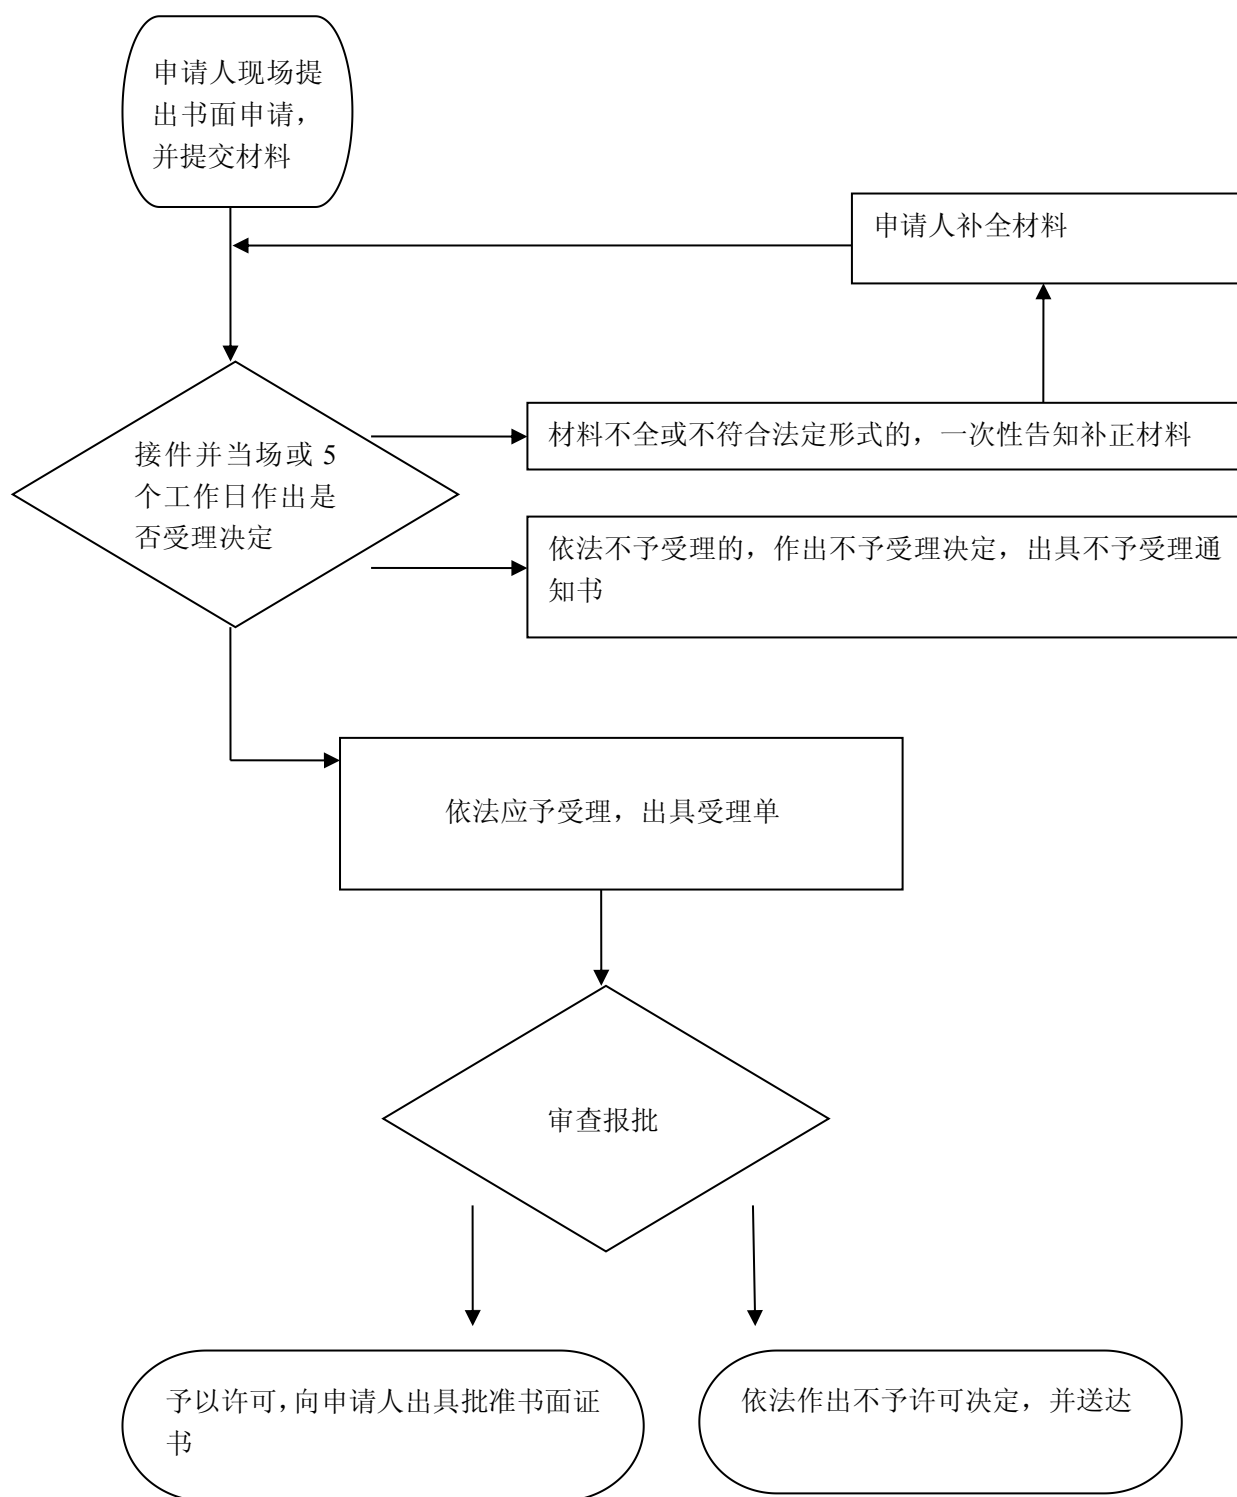 申请人现场提
出书面申请，
并提交材料
申请人补全材料
材料不全或不符合法定形式的，一次性告知补正材料
接件并当场或 5
个工作日作出是
否受理决定
依法不予受理的，作出不予受理决定，出具不予受理通
知书
依法应予受理，出具受理单
审查报批
予以许可，向申请人出具批准书面证
书
依法作出不予许可决定，并送达